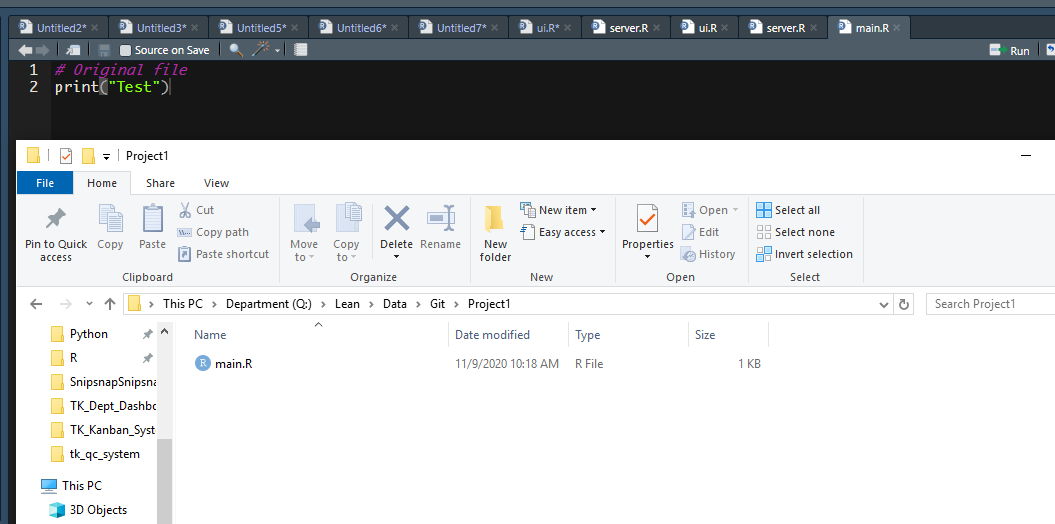 Untitled2* Untitled3* Untitled5* Untitled6* Untitled7* ui.R* server.R ui.R server.R main.R
Source on Save Run
1 # Original file
2 print("Test")
Project1
File Home Share View
Pin to Quick access
Copy
Paste
Cut
Copy path
Paste shortcut
Move to
Copy to
Delete
Rename
New folder
New item
Easy access
Properties
Open
Edit
History
Select all
Select none
Invert selection
Clipboard Organize New Open Select
This PC > Department (Q:) > Lean > Data > Git > Project1
Search Project1
Python
R
SnipsnapSnipsna
TK_Dept_Dashbo
TK_Kanban_Syst
tk_qc_system
This PC
3D Objects
Name Date modified Type Size
main.R 11/9/2020 10:18 AM R File 1 KB